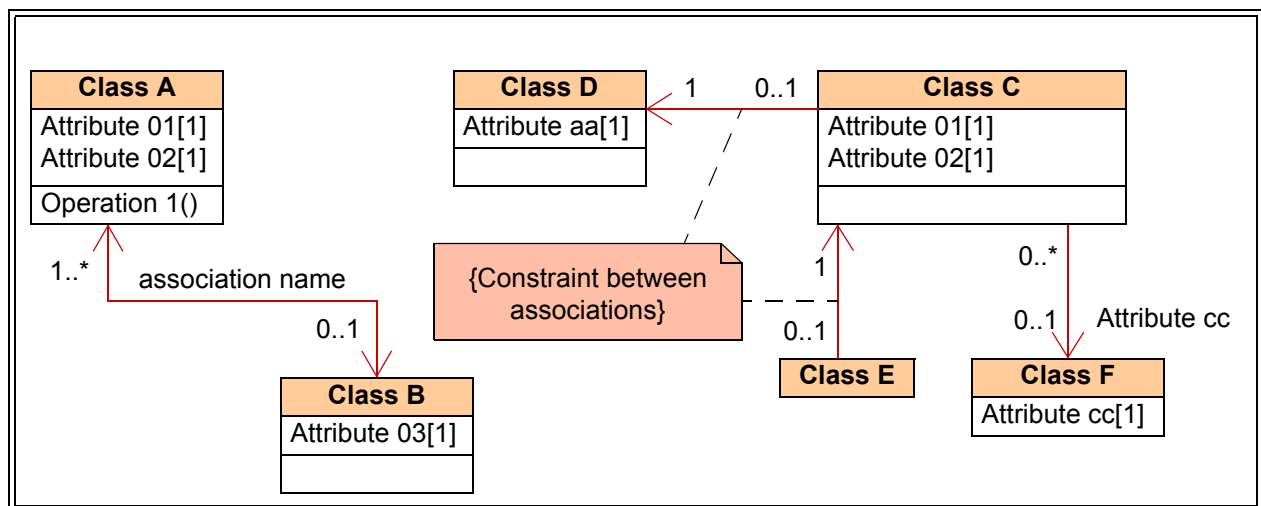 Class A
Attribute 01[1]
Attribute 02[1]
Operation 1()
1..*
association name
0..1
Class B
Attribute 03[1]
Class D
Attribute aa[1]
1
0..1
Class C
Attribute 01[1]
Attribute 02[1]
{Constraint between
associations}
1
0..1
Class E
0..*
0..1
Attribute cc
Class F
Attribute cc[1]